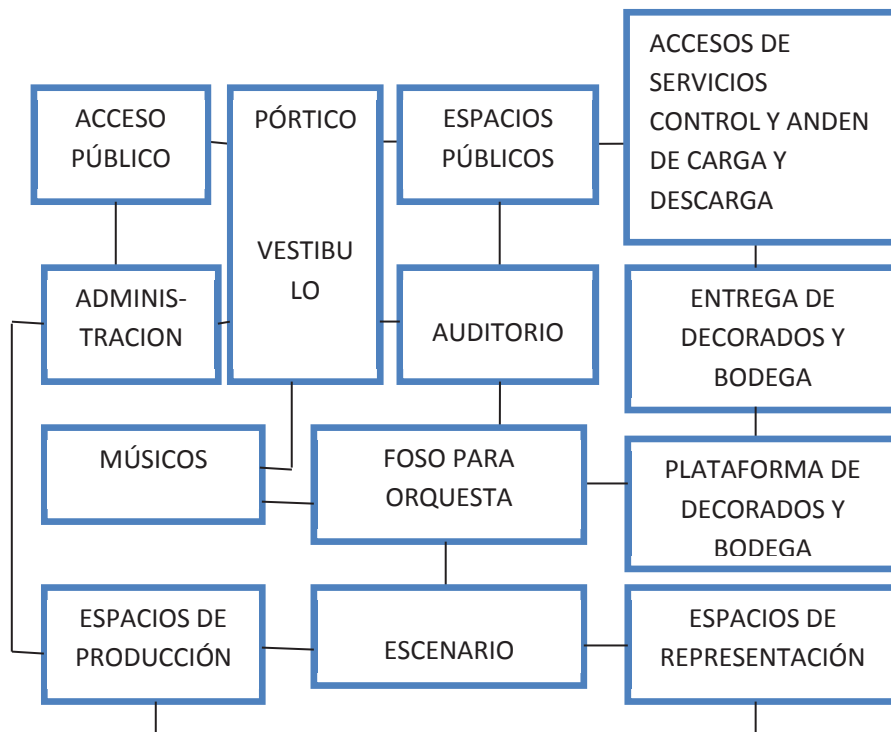 ACCESO
PÚBLICO
PÓRTICO
VESTIBU
LO
ESPACIOS
PÚBLICOS
ACCESOS DE
SERVICIOS
CONTROL Y ANDEN
DE CARGA Y
DESCARGA
ADMINIS-
TRACION
AUDITORIO
ENTREGA DE
DECORADOS Y
BODEGA
MÚSICOS
FOSO PARA
ORQUESTA
PLATAFORMA DE
DECORADOS Y
BODEGA
ESPACIOS DE
PRODUCCIÓN
ESCENARIO
ESPACIOS DE
REPRESENTACIÓN